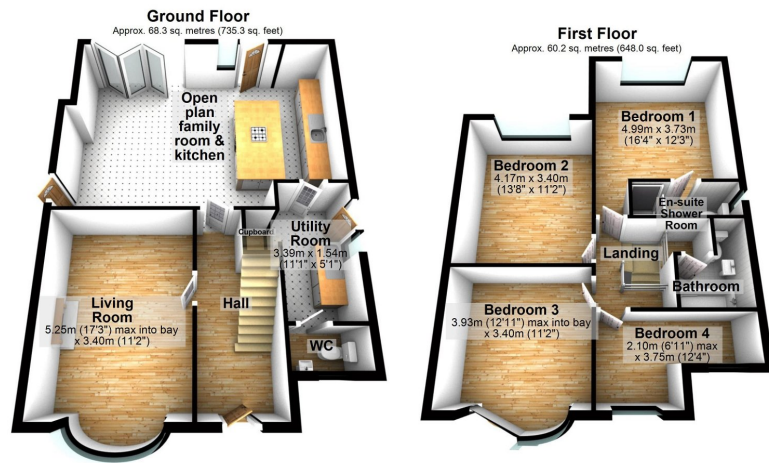 Ground Floor
Approx. 68.3 sq. metres (735.3 sq. feet)
Open
plan
family
room &
kitchen
Cupboard
Utility
Room
3.39m x 1.54m
(11'1" x 5'1")
Living
Room
5.25m (17'3") max into bay
x 3.40m (11'2")
Hall
WC
First Floor
Approx. 60.2 sq. metres (648.0 sq. feet)
Bedroom 1
4.99m x 3.73m
(16'4" x 12'3")
Bedroom 2
4.17m x 3.40m
(13'8" x 11'2")
En-suite
Shower
Room
Landing
Bathroom
Bedroom 3
3.93m (12'11") max into bay
x 3.40m (11'2")
Bedroom 4
2.10m (6'11") max
x 3.75m (12'4")